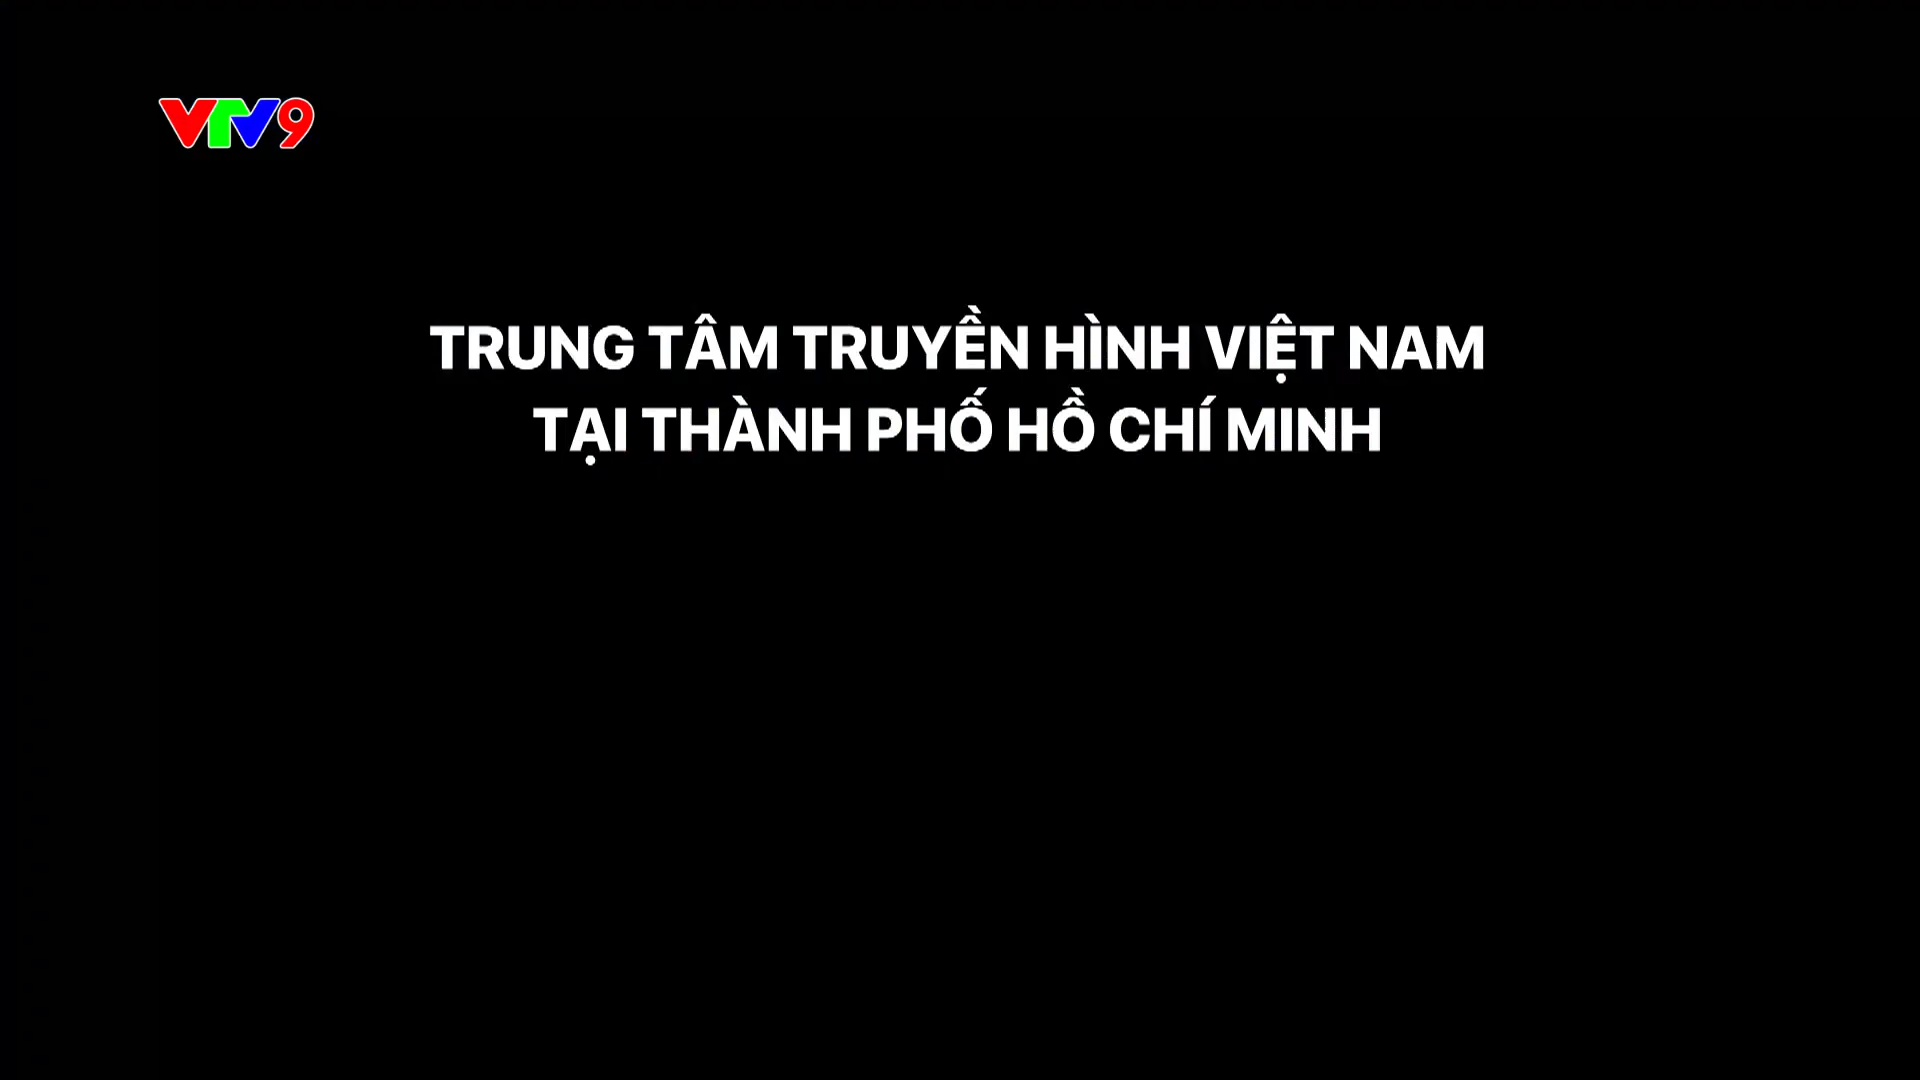 VTV9
TRUNG TÂM TRUYỀN HÌNH VIỆT NAM
TẠI THÀNH PHỐ HỒ CHÍ MINH